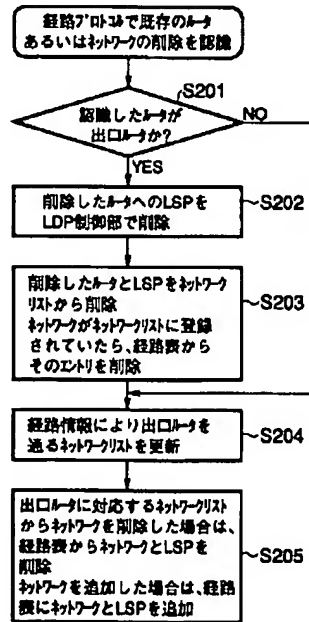 経路プロトコルで既存のルータ
あるいはネットワークの削除を認識
S201
認識したルータが
出口ルータか?
NO
YES
削除したルータへのLSPを
LDP制御部で削除
S202
削除したルータとLSPをネットワーク
リストから削除
ネットワークがネットワークリストに登録
されていたら、経路表から
そのエントリを削除
S203
経路情報により出口ルータを
通るネットワークリストを更新
S204
出口ルータに対応するネットワークリスト
からネットワークを削除した場合は、
経路表からネットワークとLSPを
削除
ネットワークを追加した場合は、経路
表にネットワークとLSPを追加
S205